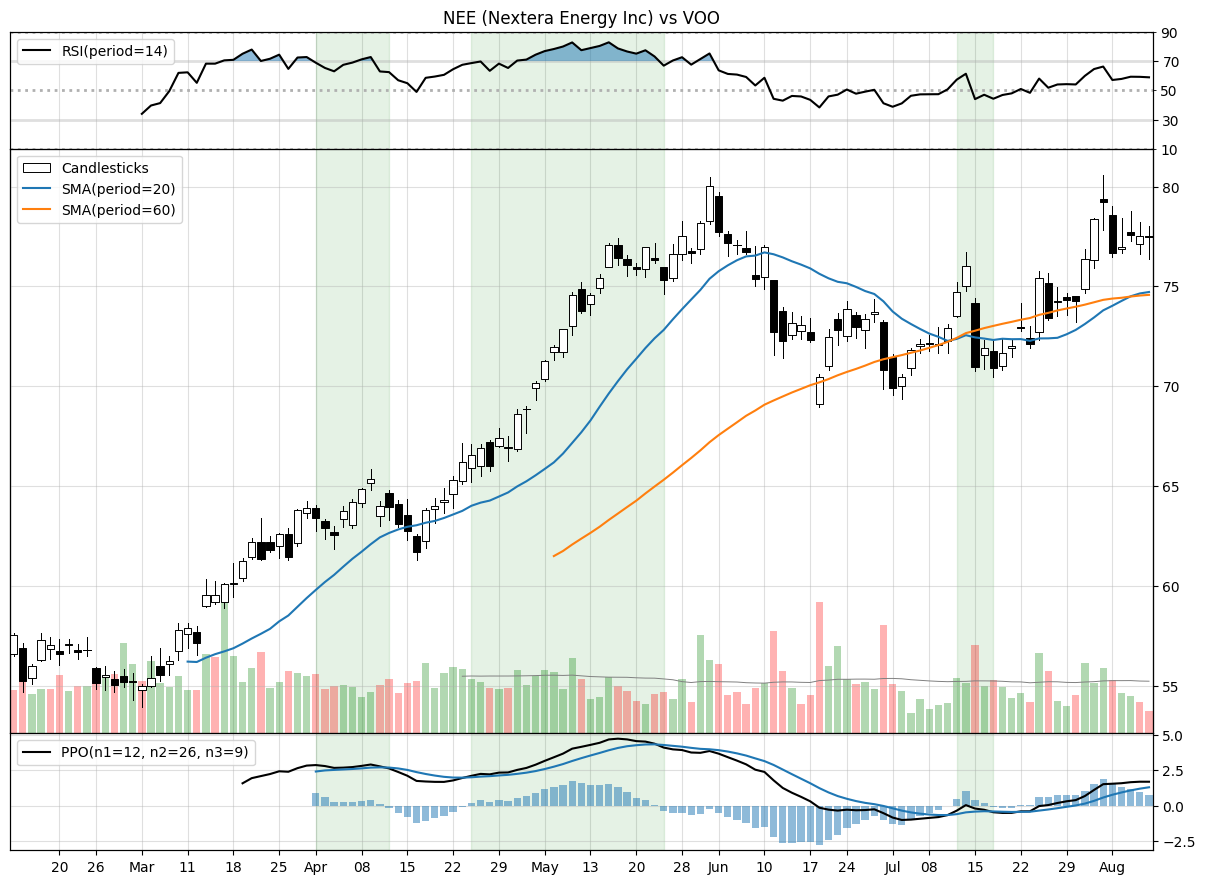 NEE (Nextera Energy Inc) vs VOO
RSI(period=14)
90
70
50
30
10
Candlesticks
SMA(period=20)
SMA(period=60)
80
75
70
65
60
55
PPO(n1=12, n2=26, n3=9)
5.0
2.5
0.0
−2.5
20 26 Mar 11 18 25 Apr 08 15 22 29 May 13 20 28 Jun 10 17 24 Jul 08 15 22 29 Aug